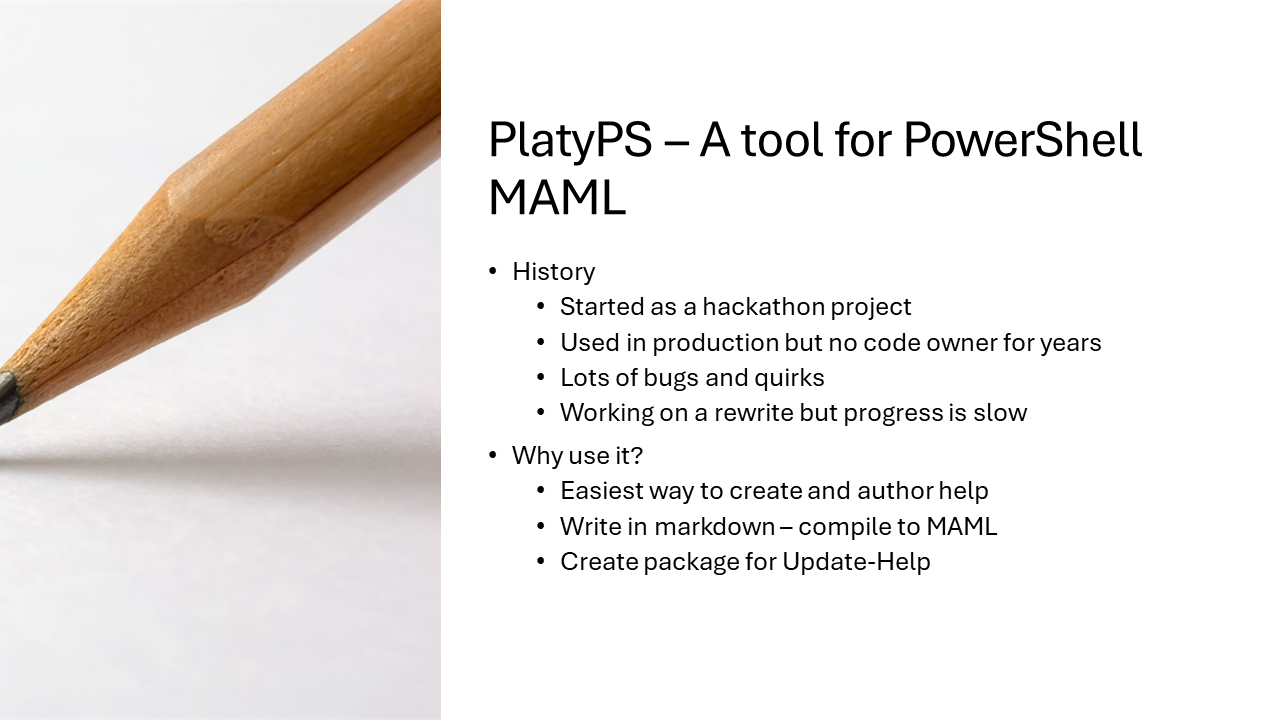 PlatyPS – A tool for PowerShell
MAML
• History
• Started as a hackathon project
• Used in production but no code owner for years
• Lots of bugs and quirks
• Working on a rewrite but progress is slow
• Why use it?
• Easiest way to create and author help
• Write in markdown – compile to MAML
• Create package for Update-Help